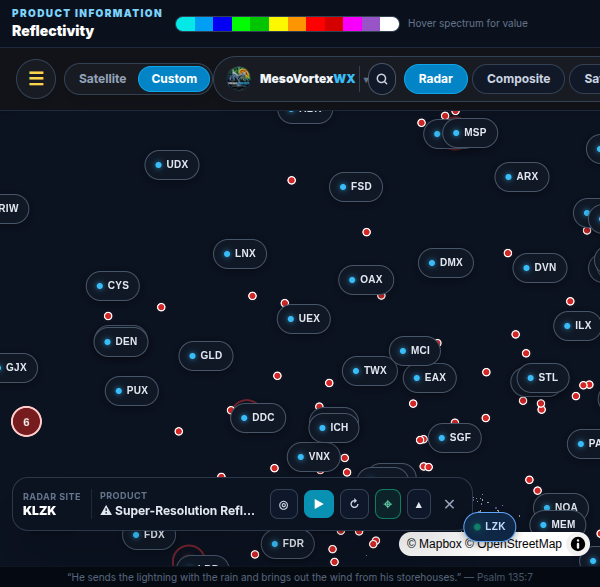 PRODUCT INFORMATION
Reflectivity
Hover spectrum for value
Satellite
Custom
MesoVortexWX
Radar
Composite
MSP
UDX
FSD
ARX
LNX
DMX
DVN
OAX
CYS
UEX
ILX
DEN
MCI
GLD
GJX
TWX
EAX
STL
PUX
DDC
ICH
6
SGF
VNX
RADAR SITE
KLZK
PRODUCT
⚠ Super-Resolution Refl...
NQA
LZK
MEM
FDX
FDR
© Mapbox © OpenStreetMap
"He sends the lightning with the rain and brings out the wind from his storehouses." — Psalm 135:7